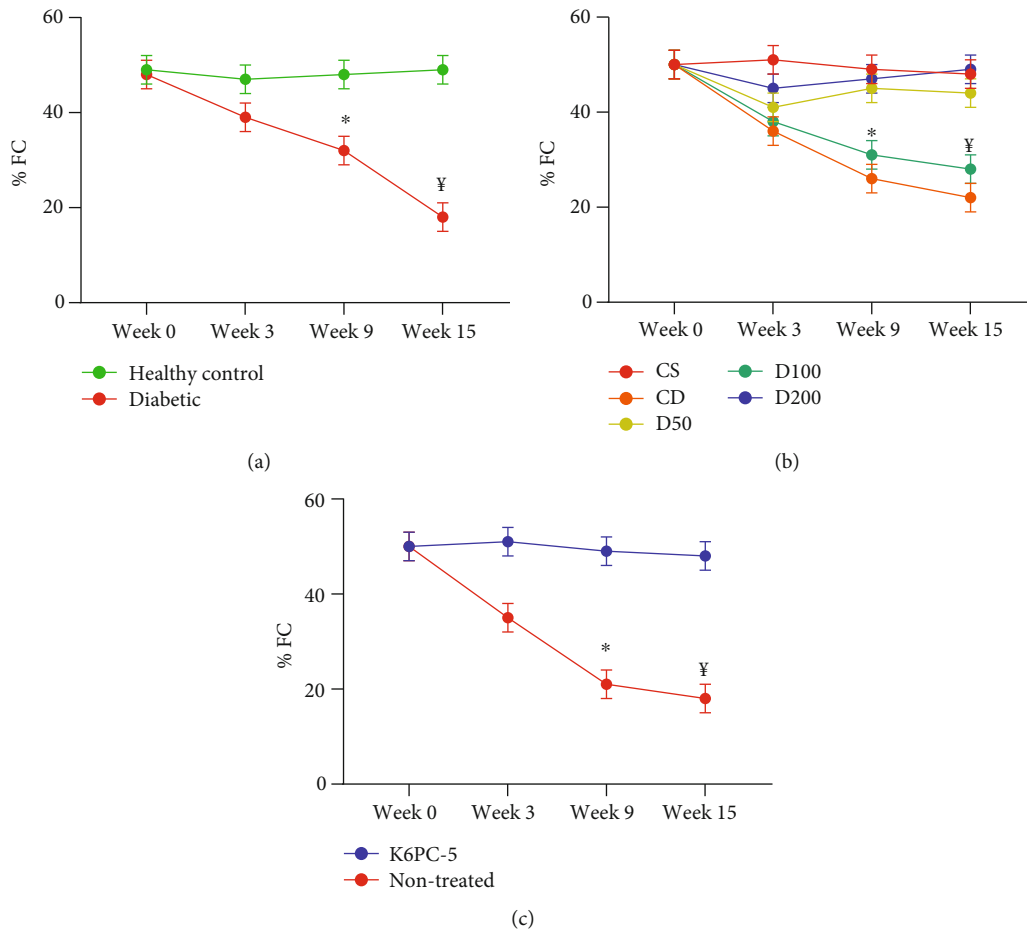 60
40
20
0
% FC
*
¥
Week 0 Week 3 Week 9 Week 15
Healthy control
Diabetic
(a)
60
40
20
0
% FC
*
¥
Week 0 Week 3 Week 9 Week 15
CS D100
CD D200
D50
(b)
60
40
20
0
% FC
*
¥
Week 0 Week 3 Week 9 Week 15
K6PC-5
Non-treated
(c)